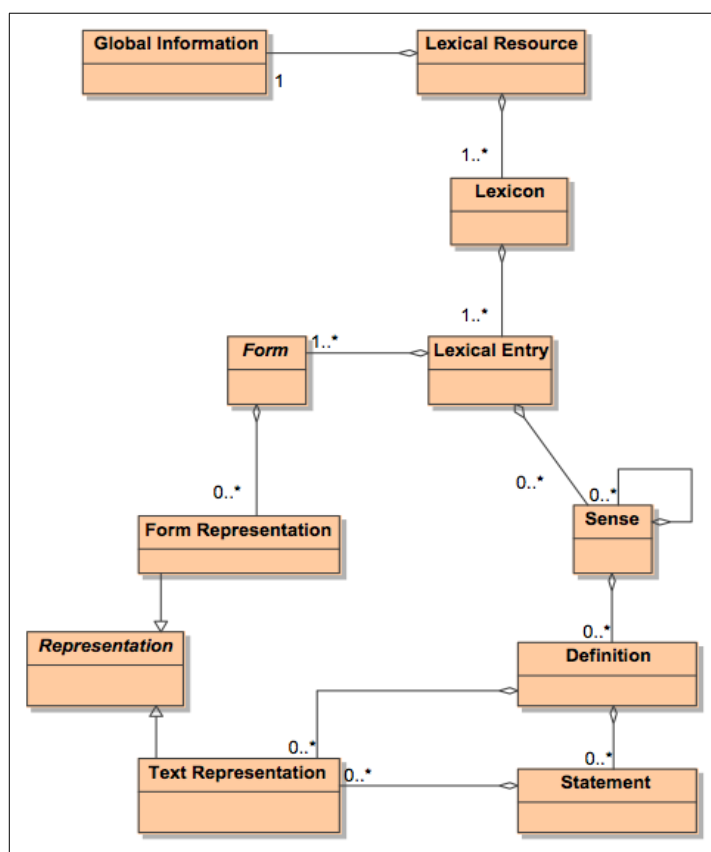 Global Information
Lexical Resource
1
1..*
Lexicon
1..*
Form
1..*
Lexical Entry
0..*
0..*
0..*
Sense
Form Representation
Representation
0..*
Definition
0..*
0..*
Text Representation
0..*
Statement